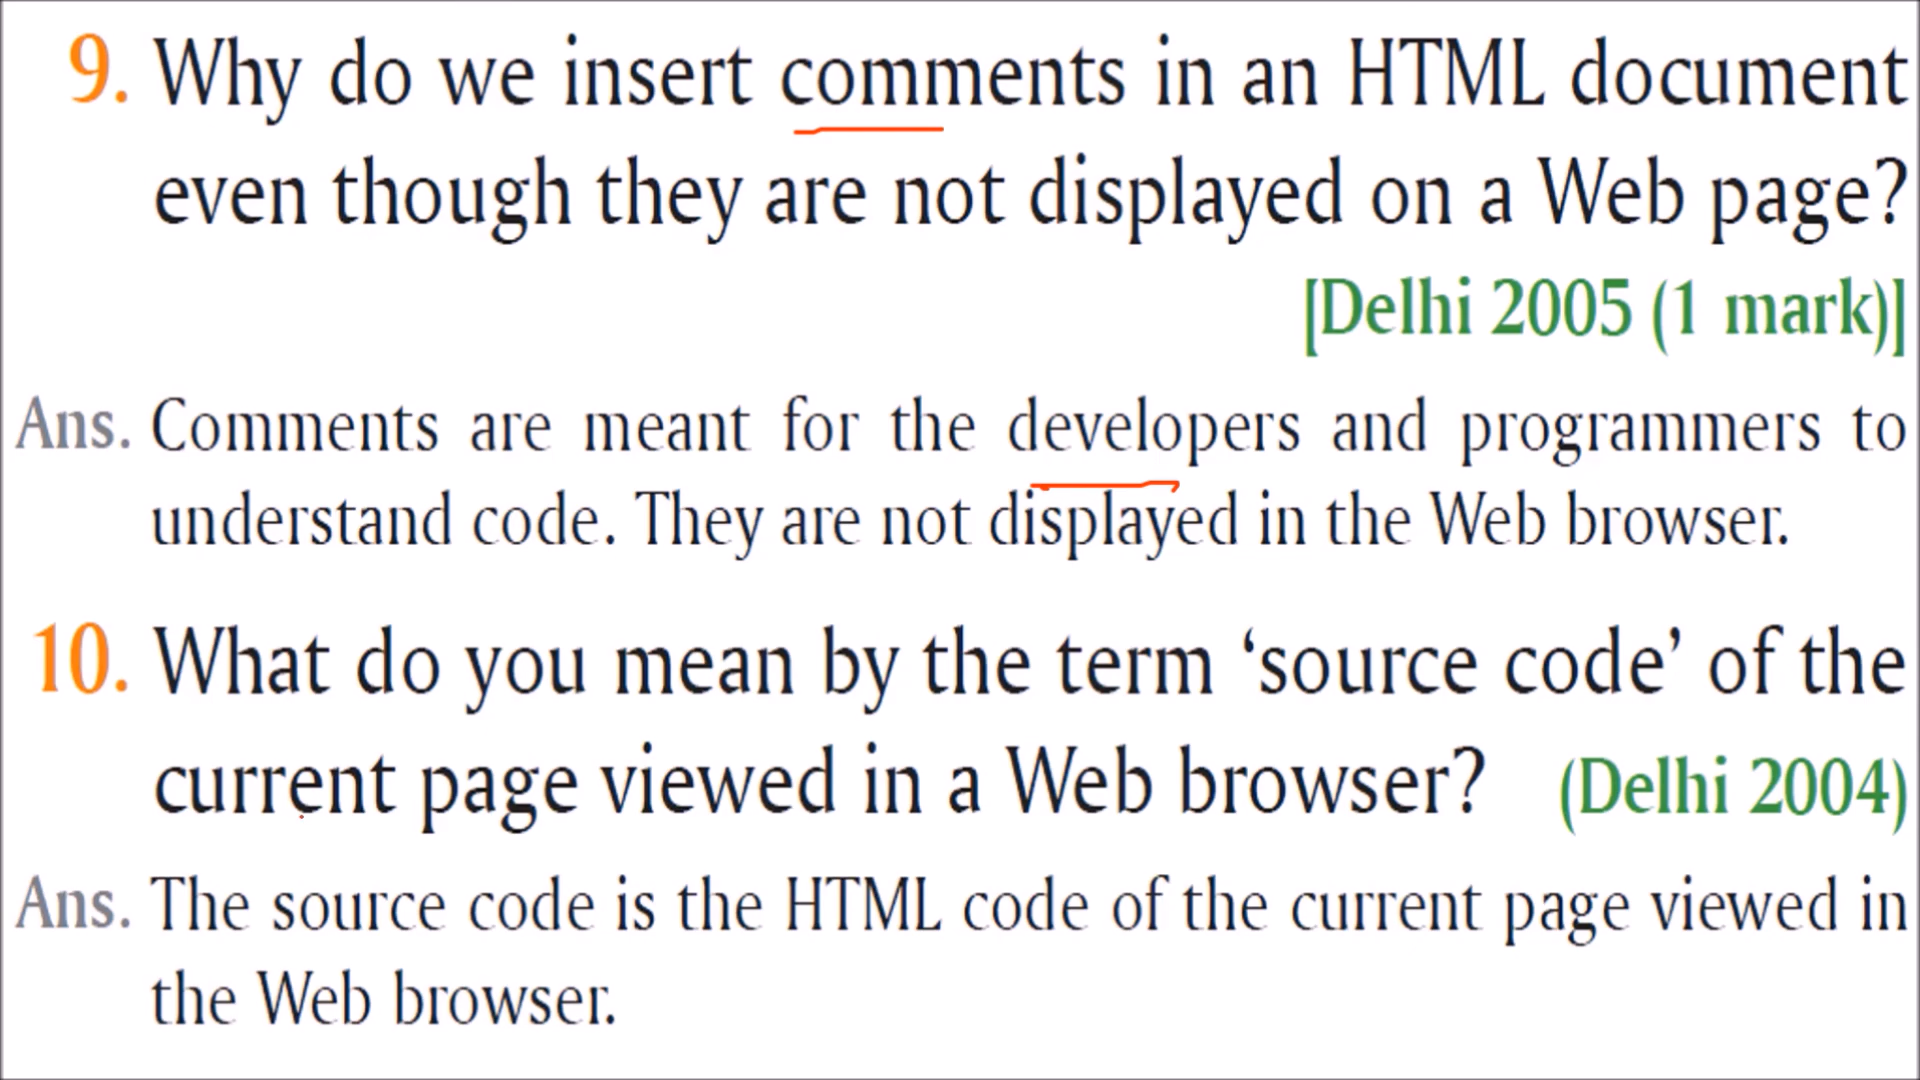 9. Why do we insert comments in an HTML document
even though they are not displayed on a Web page?
[Delhi 2005 (1 mark)]
Ans. Comments are meant for the developers and programmers to
understand code. They are not displayed in the Web browser.
10. What do you mean by the term ‘source code’ of the
current page viewed in a Web browser? (Delhi 2004)
Ans. The source code is the HTML code of the current page viewed in
the Web browser.